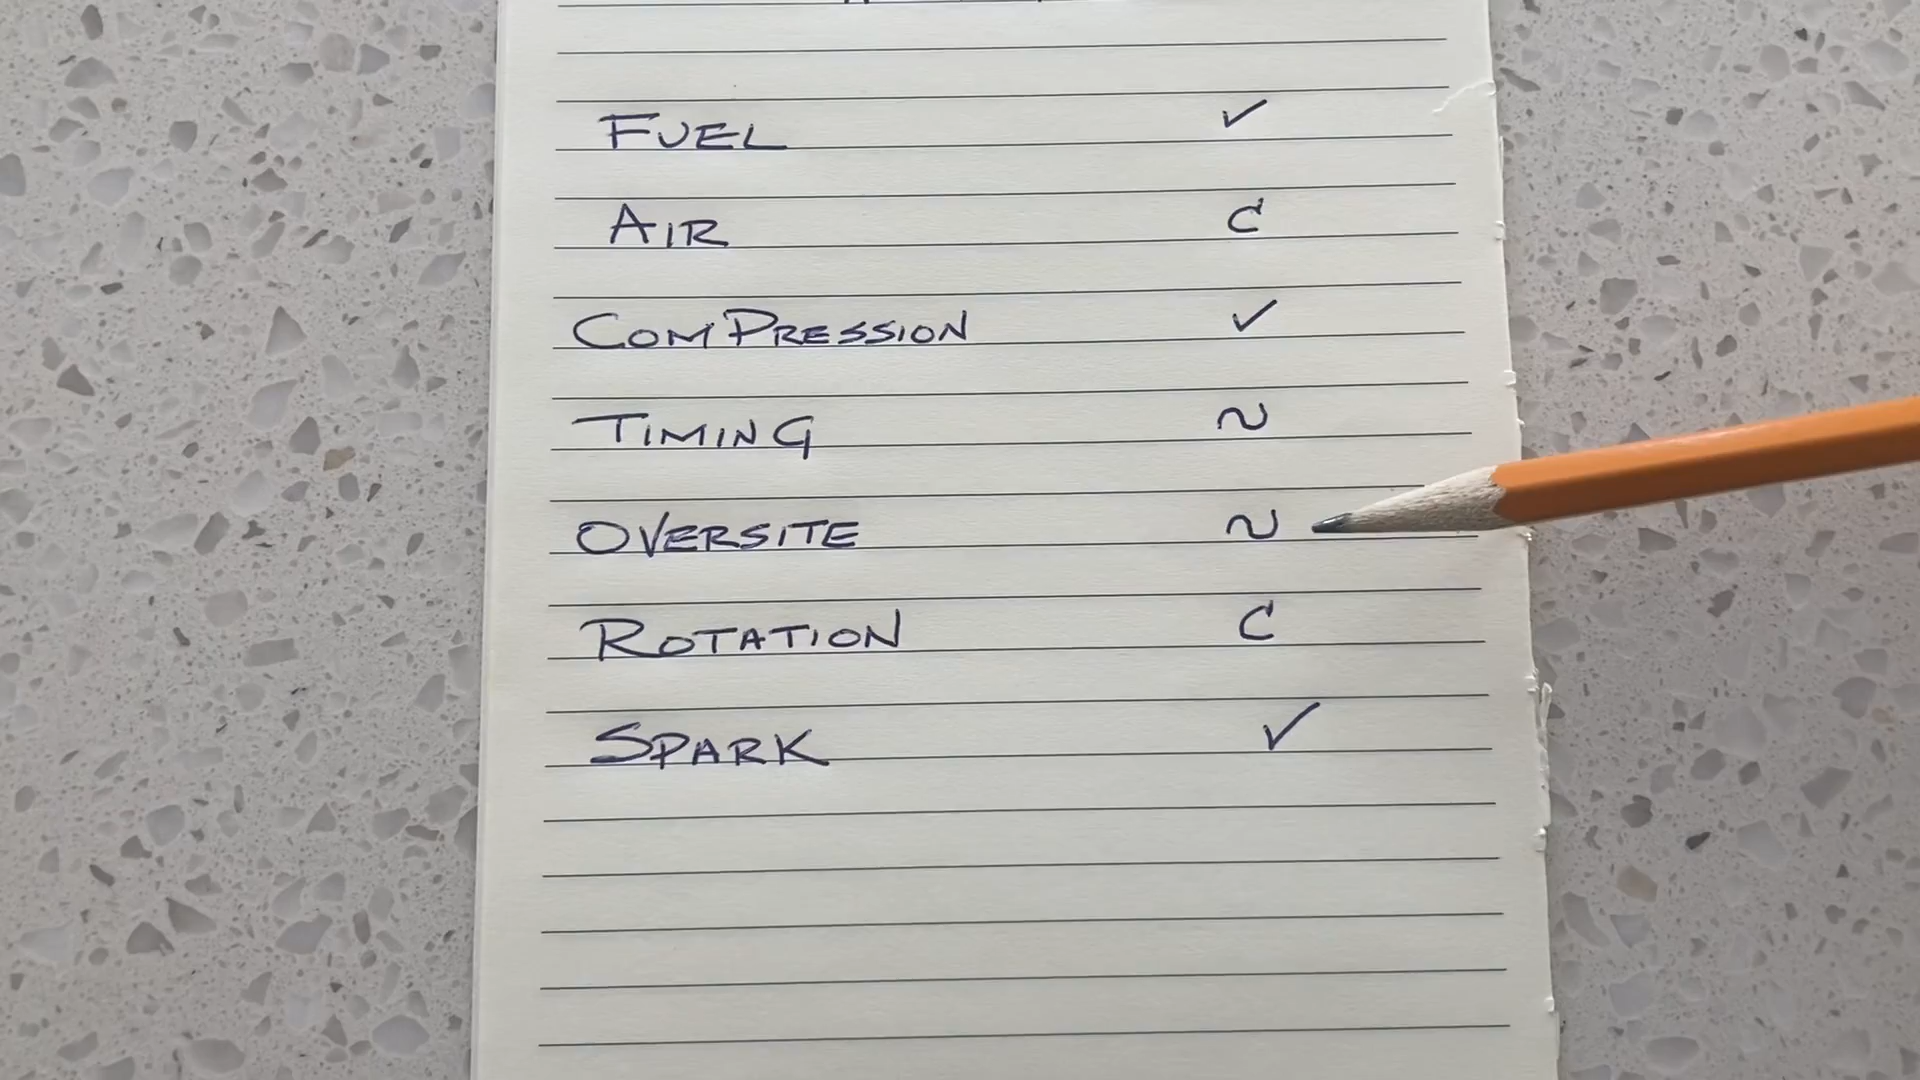 FUEL ✓
AIR C
COMPRESSION ✓
TIMING ~
OVERSITE ~
ROTATION C
SPARK ✓